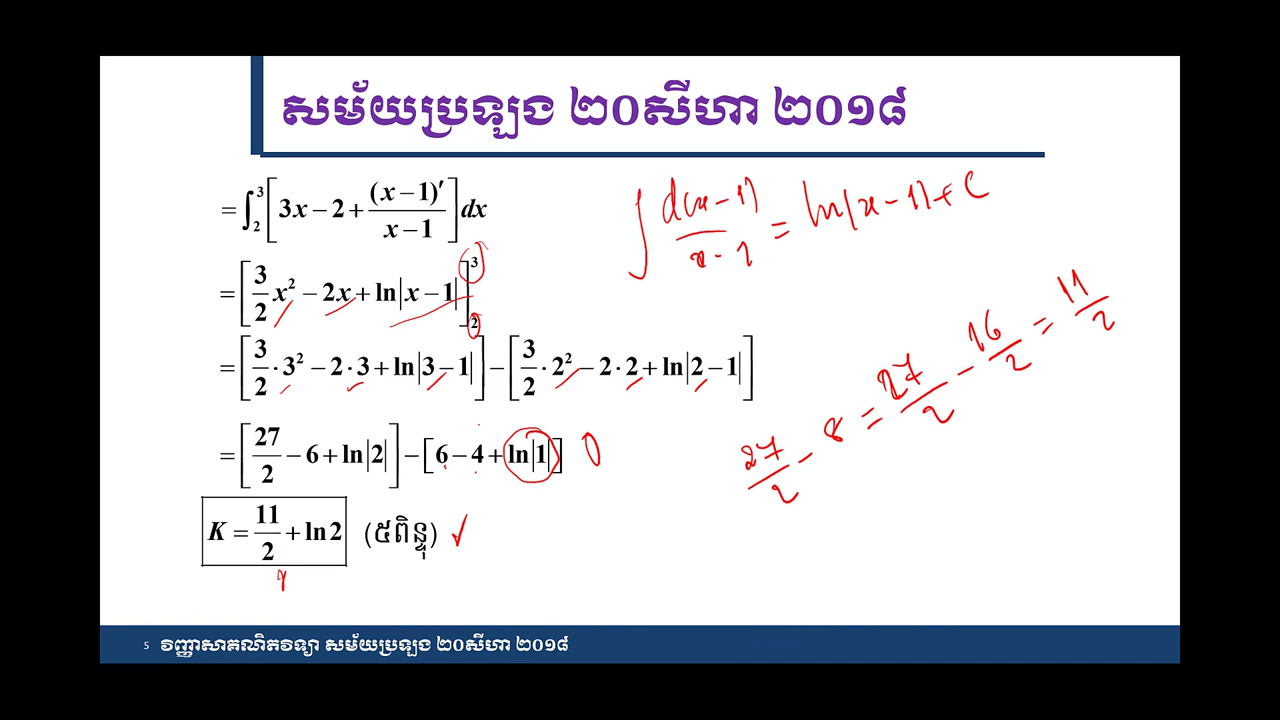 សម័យប្រឡង ២០សីហា ២០១៨
= ∫₂³ [3x − 2 + (x − 1)′ / (x − 1)] dx
∫ d(x − 1) / (x − 1) = ln|x − 1| + C
= [3/2 x² − 2x + ln|x − 1|]₂³
= [3/2 · 3² − 2 · 3 + ln|3 − 1|] − [3/2 · 2² − 2 · 2 + ln|2 − 1|]
27/2 − 8 = 27/2 − 16/2 = 11/2
= [27/2 − 6 + ln|2|] − [6 − 4 + ln|1|] 0
K = 11/2 + ln2 (៥ពិន្ទុ) ✓
5 វិញ្ញាសាគណិតវិទ្យា សម័យប្រឡង ២០សីហា ២០១៨